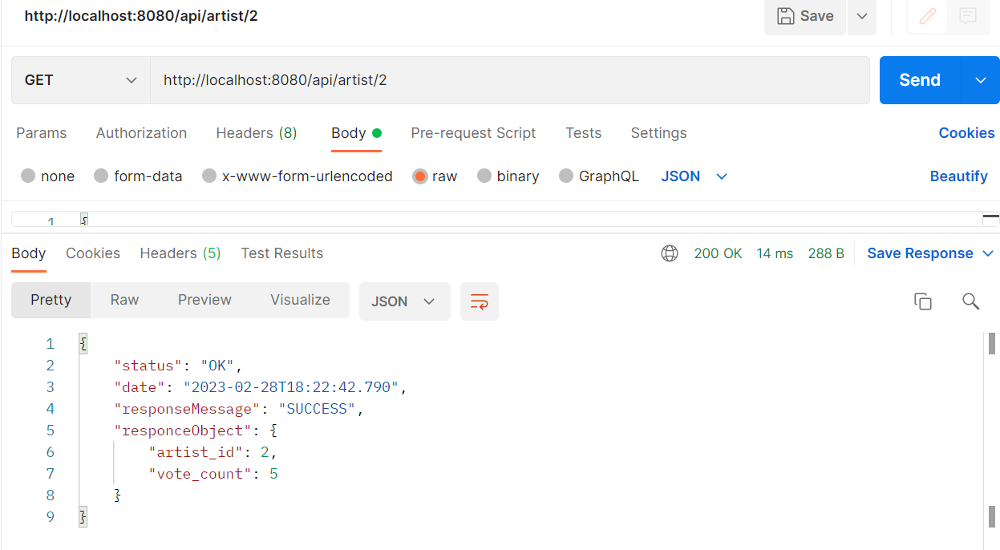 http://localhost:8080/api/artist/2 Save
GET http://localhost:8080/api/artist/2 Send
Params Authorization Headers (8) Body Pre-request Script Tests Settings Cookies
none form-data x-www-form-urlencoded raw binary GraphQL JSON Beautify
1 {
Body Cookies Headers (5) Test Results 200 OK 14 ms 288 B Save Response
Pretty Raw Preview Visualize JSON
1 {
2 "status": "OK",
3 "date": "2023-02-28T18:22:42.790",
4 "responseMessage": "SUCCESS",
5 "responceObject": {
6 "artist_id": 2,
7 "vote_count": 5
8 }
9 }